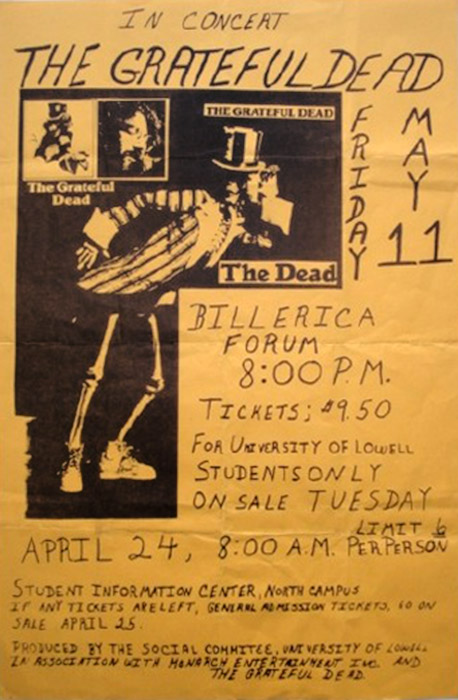 IN CONCERT
THE GRATEFUL DEAD
THE GRATEFUL DEAD
The Grateful
Dead
The Dead
FRIDAY
MAY
11
BILLERICA
FORUM
8:00 P.M.
TICKETS; $9.50
FOR UNIVERSITY OF LOWELL
STUDENTS ONLY
ON SALE TUESDAY
LIMIT 6
APRIL 24, 8:00 A.M. PER PERSON
STUDENT INFORMATION CENTER, NORTH CAMPUS
IF ANY TICKETS ARE LEFT, GENERAL ADMISSION TICKETS, GO ON
SALE APRIL 25.
PRODUCED BY THE SOCIAL COMMITEE, UNIVERSITY OF LOWELL
IN ASSOCIATION WITH MONARCH ENTERTAINMENT INC. AND
THE GRATEFUL DEAD.